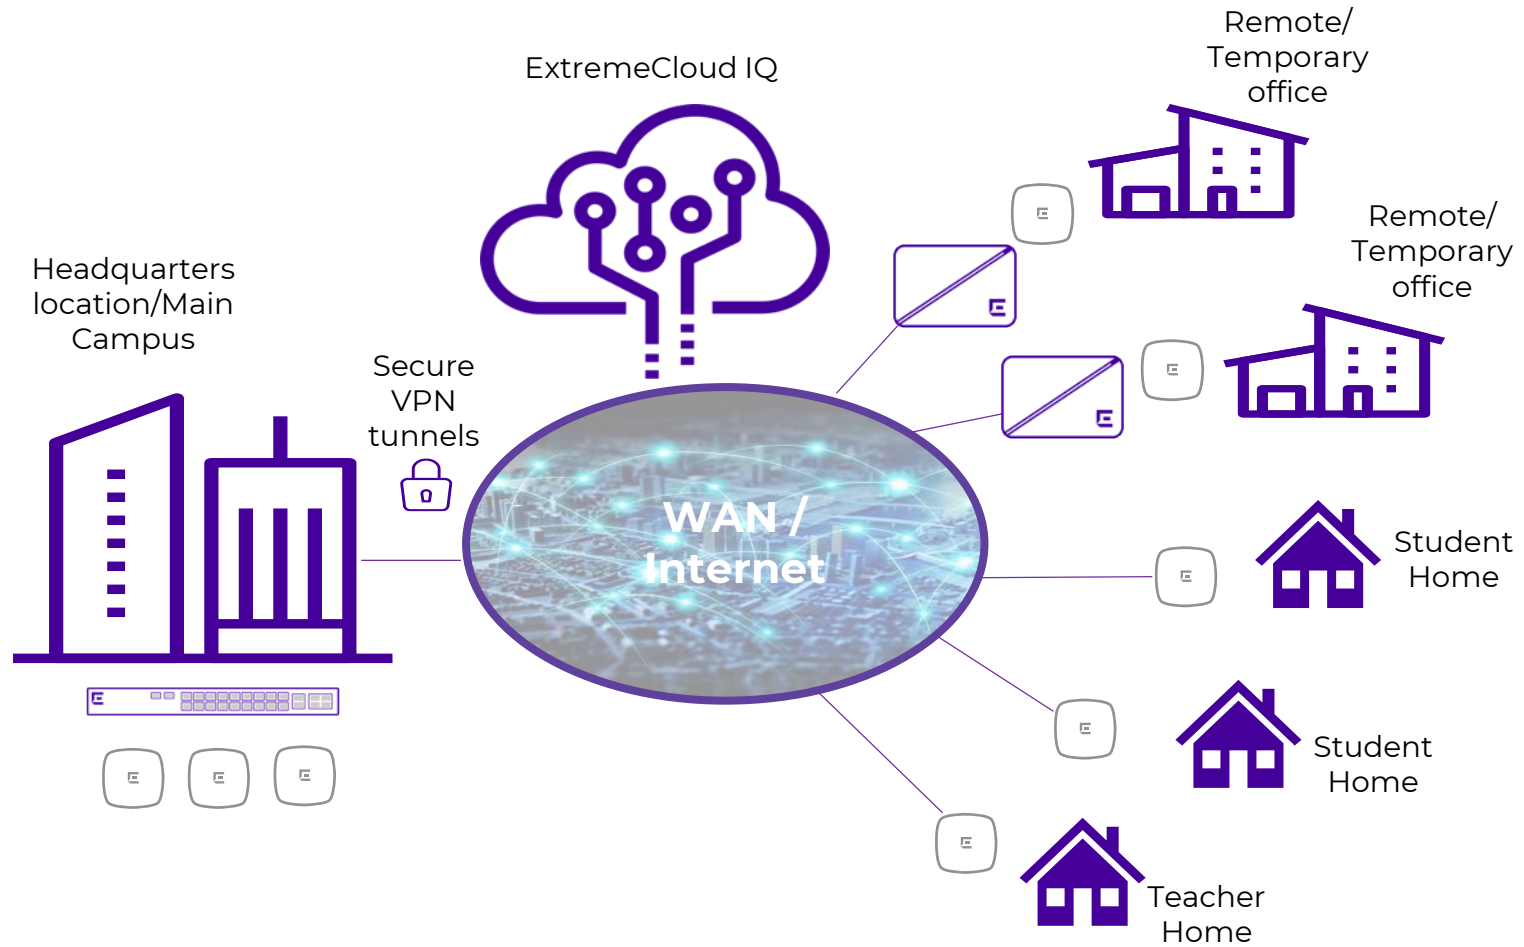 ExtremeCloud IQ
Remote/
Temporary
office
Remote/
Temporary
office
Headquarters
location/Main
Campus
Secure
VPN
tunnels
WAN /
Internet
Student
Home
Student
Home
Teacher
Home